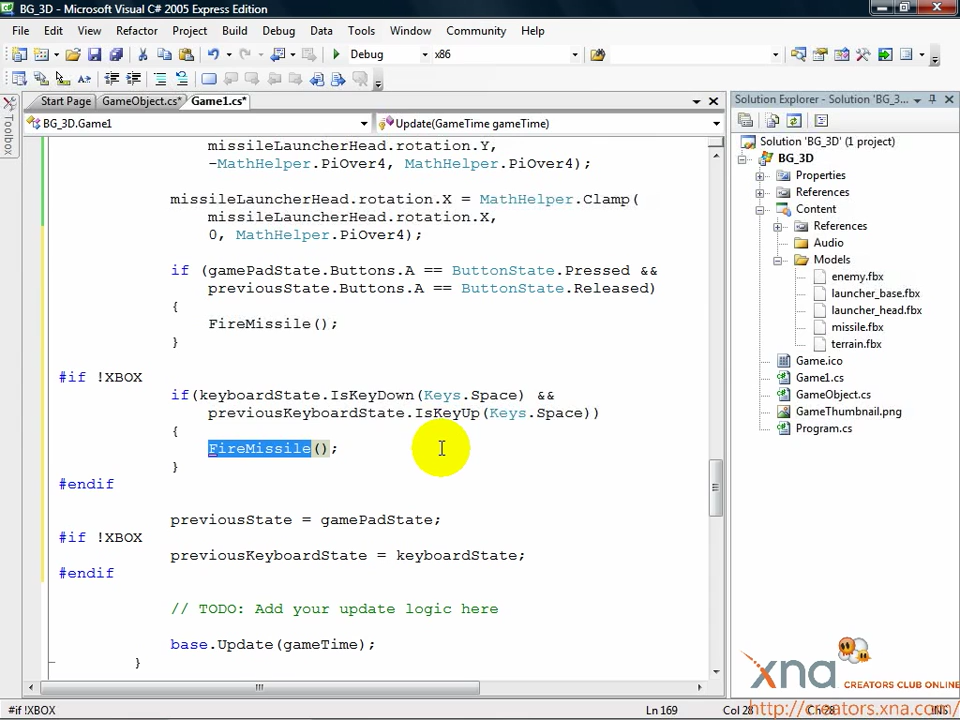 BG_3D - Microsoft Visual C# 2005 Express Edition
File Edit View Refactor Project Build Debug Data Tools Window Community Help
Debug x86
Start Page GameObject.cs* Game1.cs*
Toolbox
BG_3D.Game1 Update(GameTime gameTime)
missileLauncherHead.rotation.Y,
-MathHelper.PiOver4, MathHelper.PiOver4);
missileLauncherHead.rotation.X = MathHelper.Clamp(
missileLauncherHead.rotation.X,
0, MathHelper.PiOver4);
if (gamePadState.Buttons.A == ButtonState.Pressed &&
previousState.Buttons.A == ButtonState.Released)
{
FireMissile();
}
#if !XBOX
if(keyboardState.IsKeyDown(Keys.Space) &&
previousKeyboardState.IsKeyUp(Keys.Space))
{
FireMissile();
}
#endif
previousState = gamePadState;
#if !XBOX
previousKeyboardState = keyboardState;
#endif
// TODO: Add your update logic here
base.Update(gameTime);
}
Solution Explorer - Solution 'BG_3...
Solution 'BG_3D' (1 project)
BG_3D
Properties
References
Content
References
Audio
Models
enemy.fbx
launcher_base.fbx
launcher_head.fbx
missile.fbx
terrain.fbx
Game.ico
Game1.cs
GameObject.cs
GameThumbnail.png
Program.cs
xna CREATORS CLUB ONLINE
http://creators.xna.com/
#if !XBOX Ln 169 Col 28 Ch 28 INS